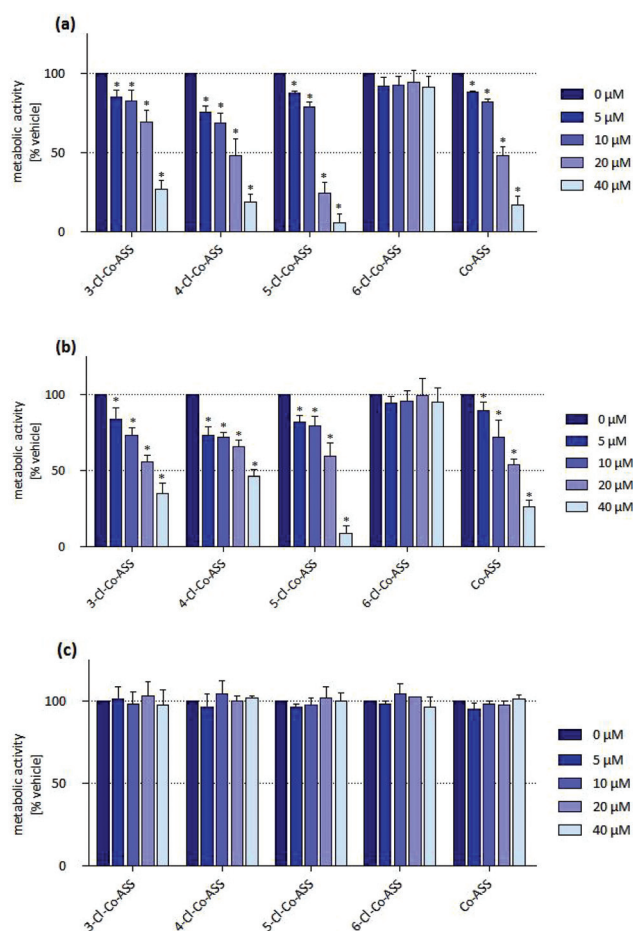 (a)
metabolic activity
[% vehicle]
100
50
0
* * * *
* * * *
* * * *
* * * *
3-Cl-Co-ASS
4-Cl-Co-ASS
5-Cl-Co-ASS
6-Cl-Co-ASS
Co-ASS
0 µM
5 µM
10 µM
20 µM
40 µM
(b)
metabolic activity
[% vehicle]
100
50
0
* * * *
* * * *
* * * *
* * * *
3-Cl-Co-ASS
4-Cl-Co-ASS
5-Cl-Co-ASS
6-Cl-Co-ASS
Co-ASS
0 µM
5 µM
10 µM
20 µM
40 µM
(c)
metabolic activity
[% vehicle]
100
50
0
3-Cl-Co-ASS
4-Cl-Co-ASS
5-Cl-Co-ASS
6-Cl-Co-ASS
Co-ASS
0 µM
5 µM
10 µM
20 µM
40 µM